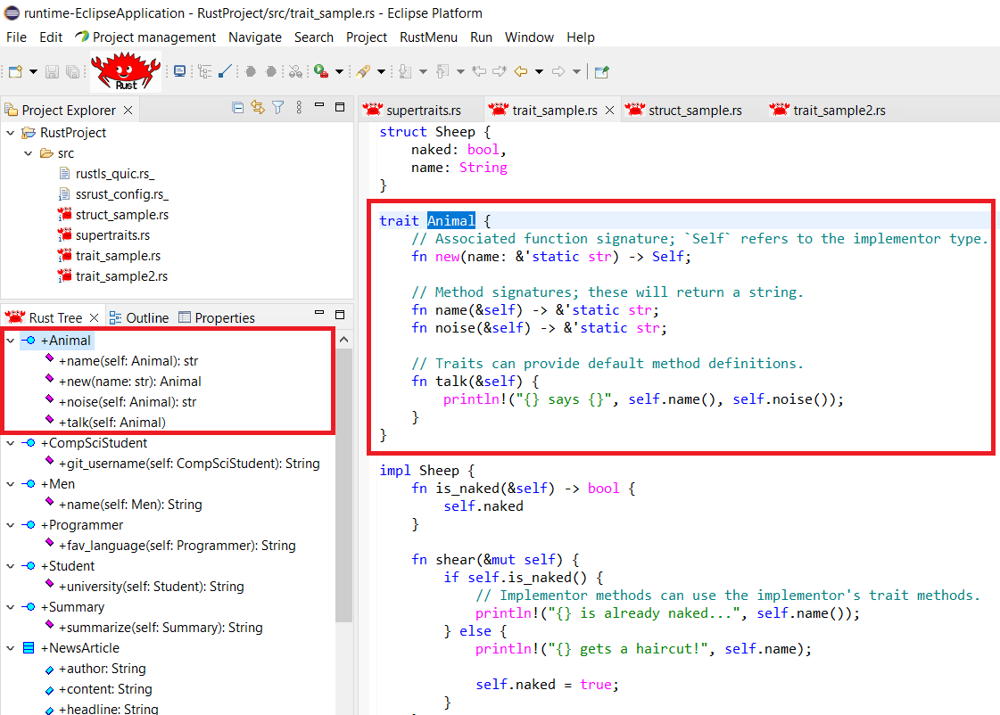 runtime-EclipseApplication - RustProject/src/trait_sample.rs - Eclipse Platform
File Edit Project management Navigate Search Project RustMenu Run Window Help
Rust
Project Explorer
RustProject
src
rustls_quic.rs_
ssrust_config.rs_
struct_sample.rs
supertraits.rs
trait_sample.rs
trait_sample2.rs
Rust Tree Outline Properties
+Animal
+name(self: Animal): str
+new(name: str): Animal
+noise(self: Animal): str
+talk(self: Animal)
+CompSciStudent
+git_username(self: CompSciStudent): String
+Men
+name(self: Men): String
+Programmer
+fav_language(self: Programmer): String
+Student
+university(self: Student): String
+Summary
+summarize(self: Summary): String
+NewsArticle
+author: String
+content: String
+headline: String
supertraits.rs trait_sample.rs struct_sample.rs trait_sample2.rs
struct Sheep {
    naked: bool,
    name: String
}
trait Animal {
    // Associated function signature; `Self` refers to the implementor type.
    fn new(name: &'static str) -> Self;
    // Method signatures; these will return a string.
    fn name(&self) -> &'static str;
    fn noise(&self) -> &'static str;
    // Traits can provide default method definitions.
    fn talk(&self) {
        println!("{} says {}", self.name(), self.noise());
    }
}
impl Sheep {
    fn is_naked(&self) -> bool {
        self.naked
    }
    fn shear(&mut self) {
        if self.is_naked() {
            // Implementor methods can use the implementor's trait methods.
            println!("{} is already naked...", self.name());
        } else {
            println!("{} gets a haircut!", self.name);
            self.naked = true;
        }